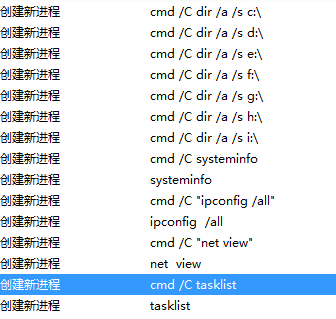 创建新进程 cmd /C dir /a /s c:\
创建新进程 cmd /C dir /a /s d:\
创建新进程 cmd /C dir /a /s e:\
创建新进程 cmd /C dir /a /s f:\
创建新进程 cmd /C dir /a /s g:\
创建新进程 cmd /C dir /a /s h:\
创建新进程 cmd /C dir /a /s i:\
创建新进程 cmd /C systeminfo
创建新进程 systeminfo
创建新进程 cmd /C "ipconfig /all"
创建新进程 ipconfig  /all
创建新进程 cmd /C "net view"
创建新进程 net  view
创建新进程 cmd /C tasklist
创建新进程 tasklist